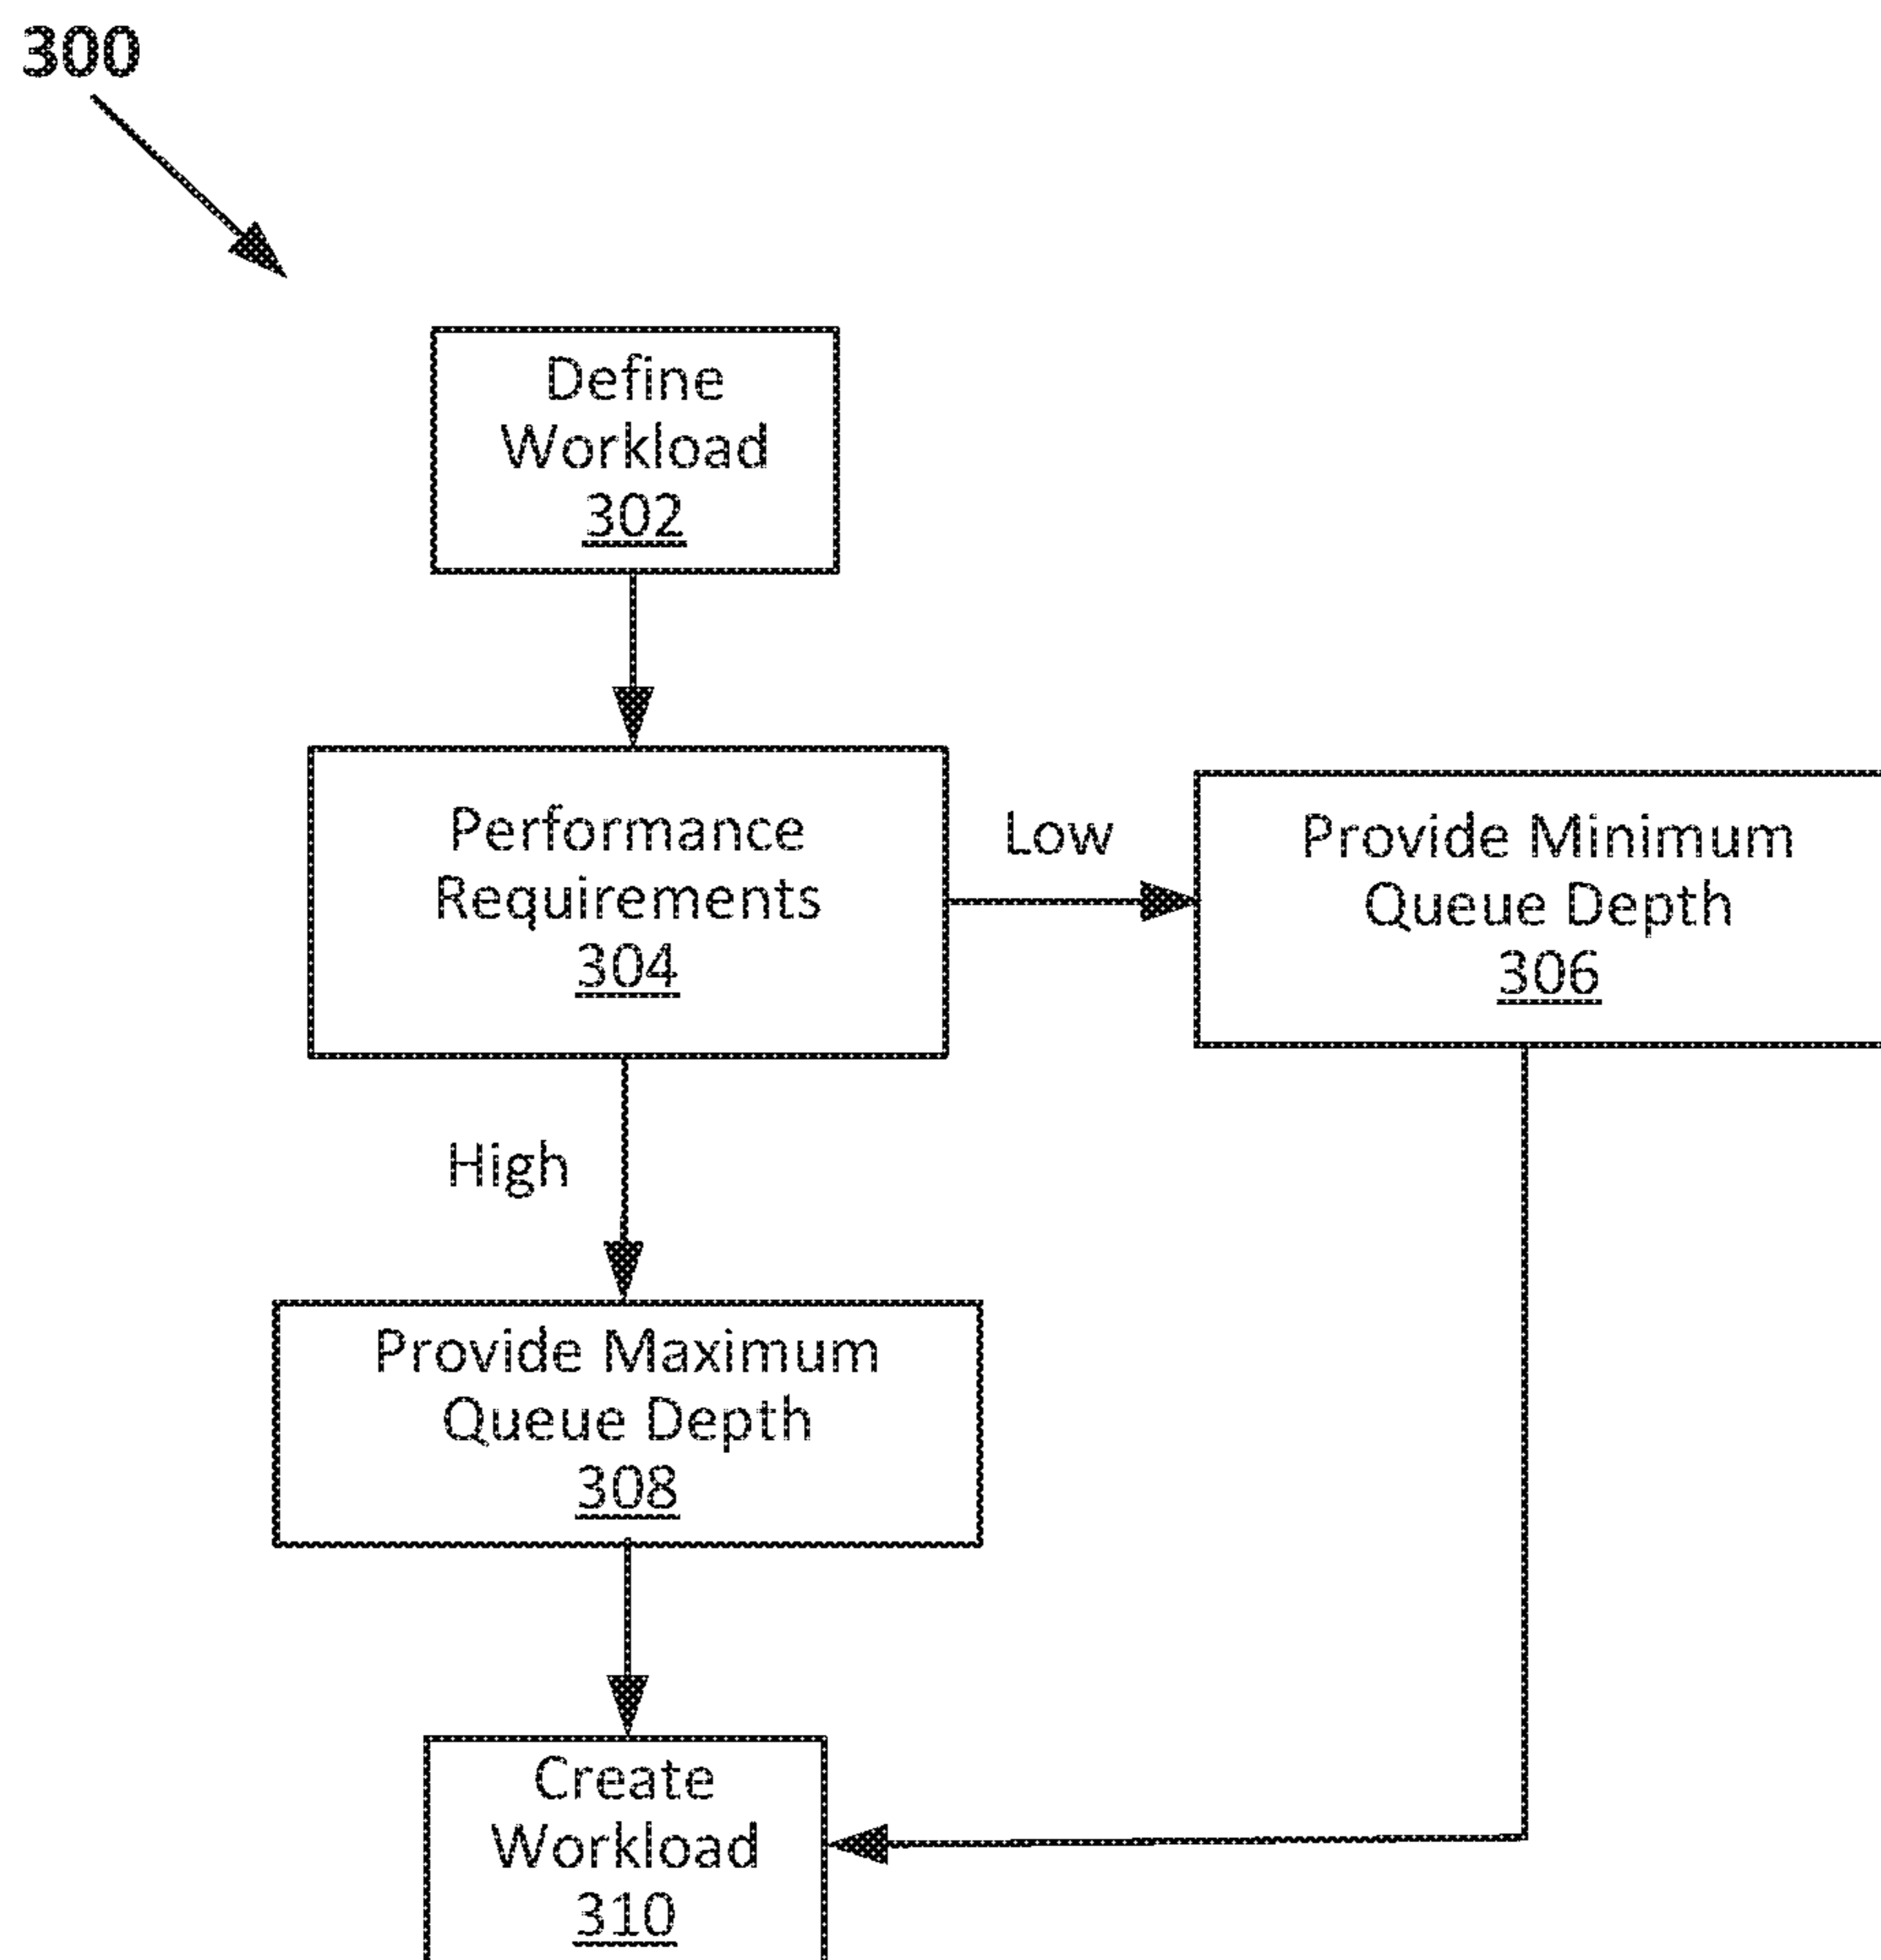 300
Define
Workload
302
Performance
Requirements
304
Low
Provide Minimum
Queue Depth
306
High
Provide Maximum
Queue Depth
308
Create
Workload
310